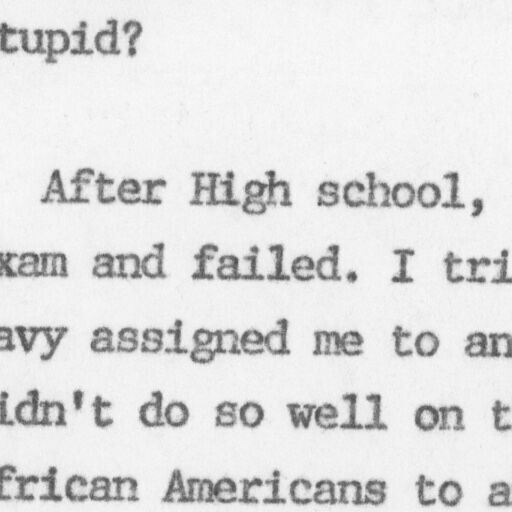 tupid?
After High school,
xam and failed. I tri
avy assigned me to an
idn't do so well on t
frican Americans to a